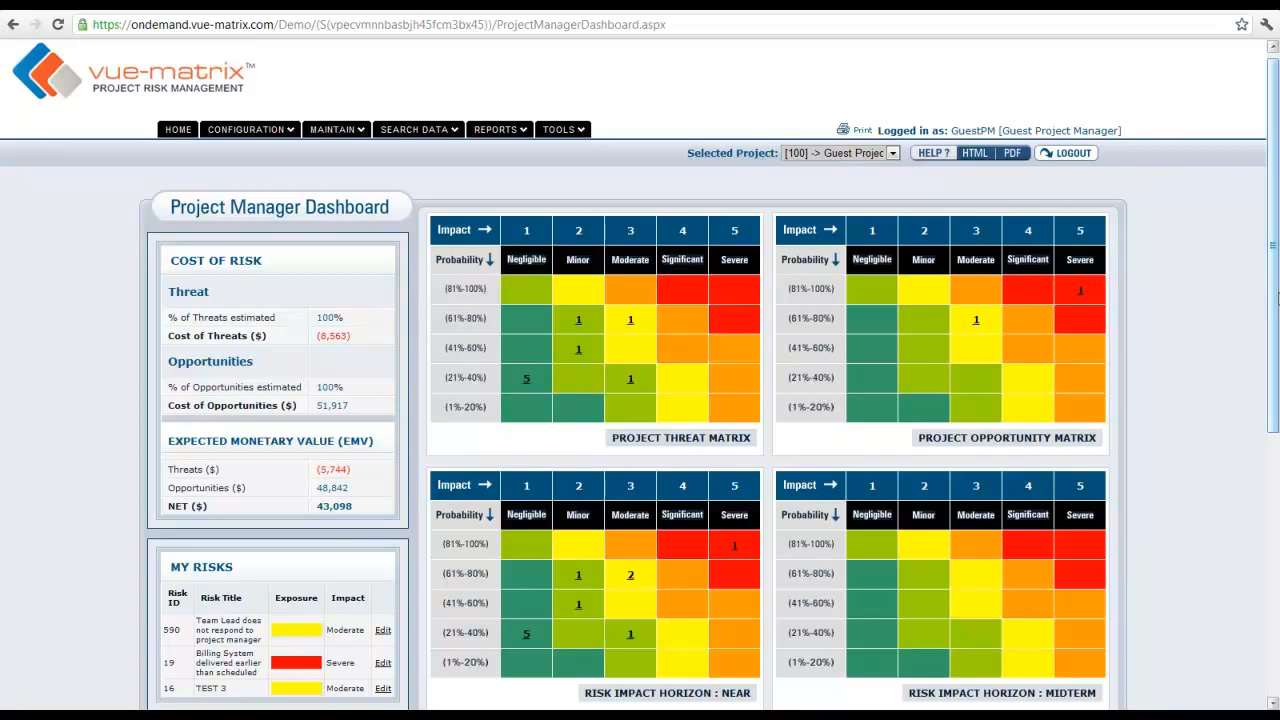 https://ondemand.vue-matrix.com/Demo/(S(vpecvmnnbasbjh45fcm3bx45))/ProjectManagerDashboard.aspx
vue-matrix™
PROJECT RISK MANAGEMENT
HOME CONFIGURATION MAINTAIN SEARCH DATA REPORTS TOOLS
Print Logged in as: GuestPM [Guest Project Manager]
Selected Project: [100] -> Guest Projec HELP ? HTML PDF LOGOUT
Project Manager Dashboard
COST OF RISK
Threat
% of Threats estimated 100%
Cost of Threats ($) (8,563)
Opportunities
% of Opportunities estimated 100%
Cost of Opportunities ($) 51,917
EXPECTED MONETARY VALUE (EMV)
Threats ($) (5,744)
Opportunities ($) 48,842
NET ($) 43,098
MY RISKS
Risk ID Risk Title Exposure Impact
590 Team Lead does not respond to project manager Moderate Edit
19 Billing System delivered earlier than scheduled Severe Edit
16 TEST 3 Moderate Edit
Impact → 1 2 3 4 5
Probability ↓ Negligible Minor Moderate Significant Severe
(81%-100%)
(61%-80%) 1 1
(41%-60%) 1
(21%-40%) 5 1
(1%-20%)
PROJECT THREAT MATRIX
Impact → 1 2 3 4 5
Probability ↓ Negligible Minor Moderate Significant Severe
(81%-100%) 1
(61%-80%) 1
(41%-60%)
(21%-40%)
(1%-20%)
PROJECT OPPORTUNITY MATRIX
Impact → 1 2 3 4 5
Probability ↓ Negligible Minor Moderate Significant Severe
(81%-100%) 1
(61%-80%) 1 2
(41%-60%) 1
(21%-40%) 5 1
(1%-20%)
RISK IMPACT HORIZON : NEAR
Impact → 1 2 3 4 5
Probability ↓ Negligible Minor Moderate Significant Severe
(81%-100%)
(61%-80%)
(41%-60%)
(21%-40%)
(1%-20%)
RISK IMPACT HORIZON : MIDTERM